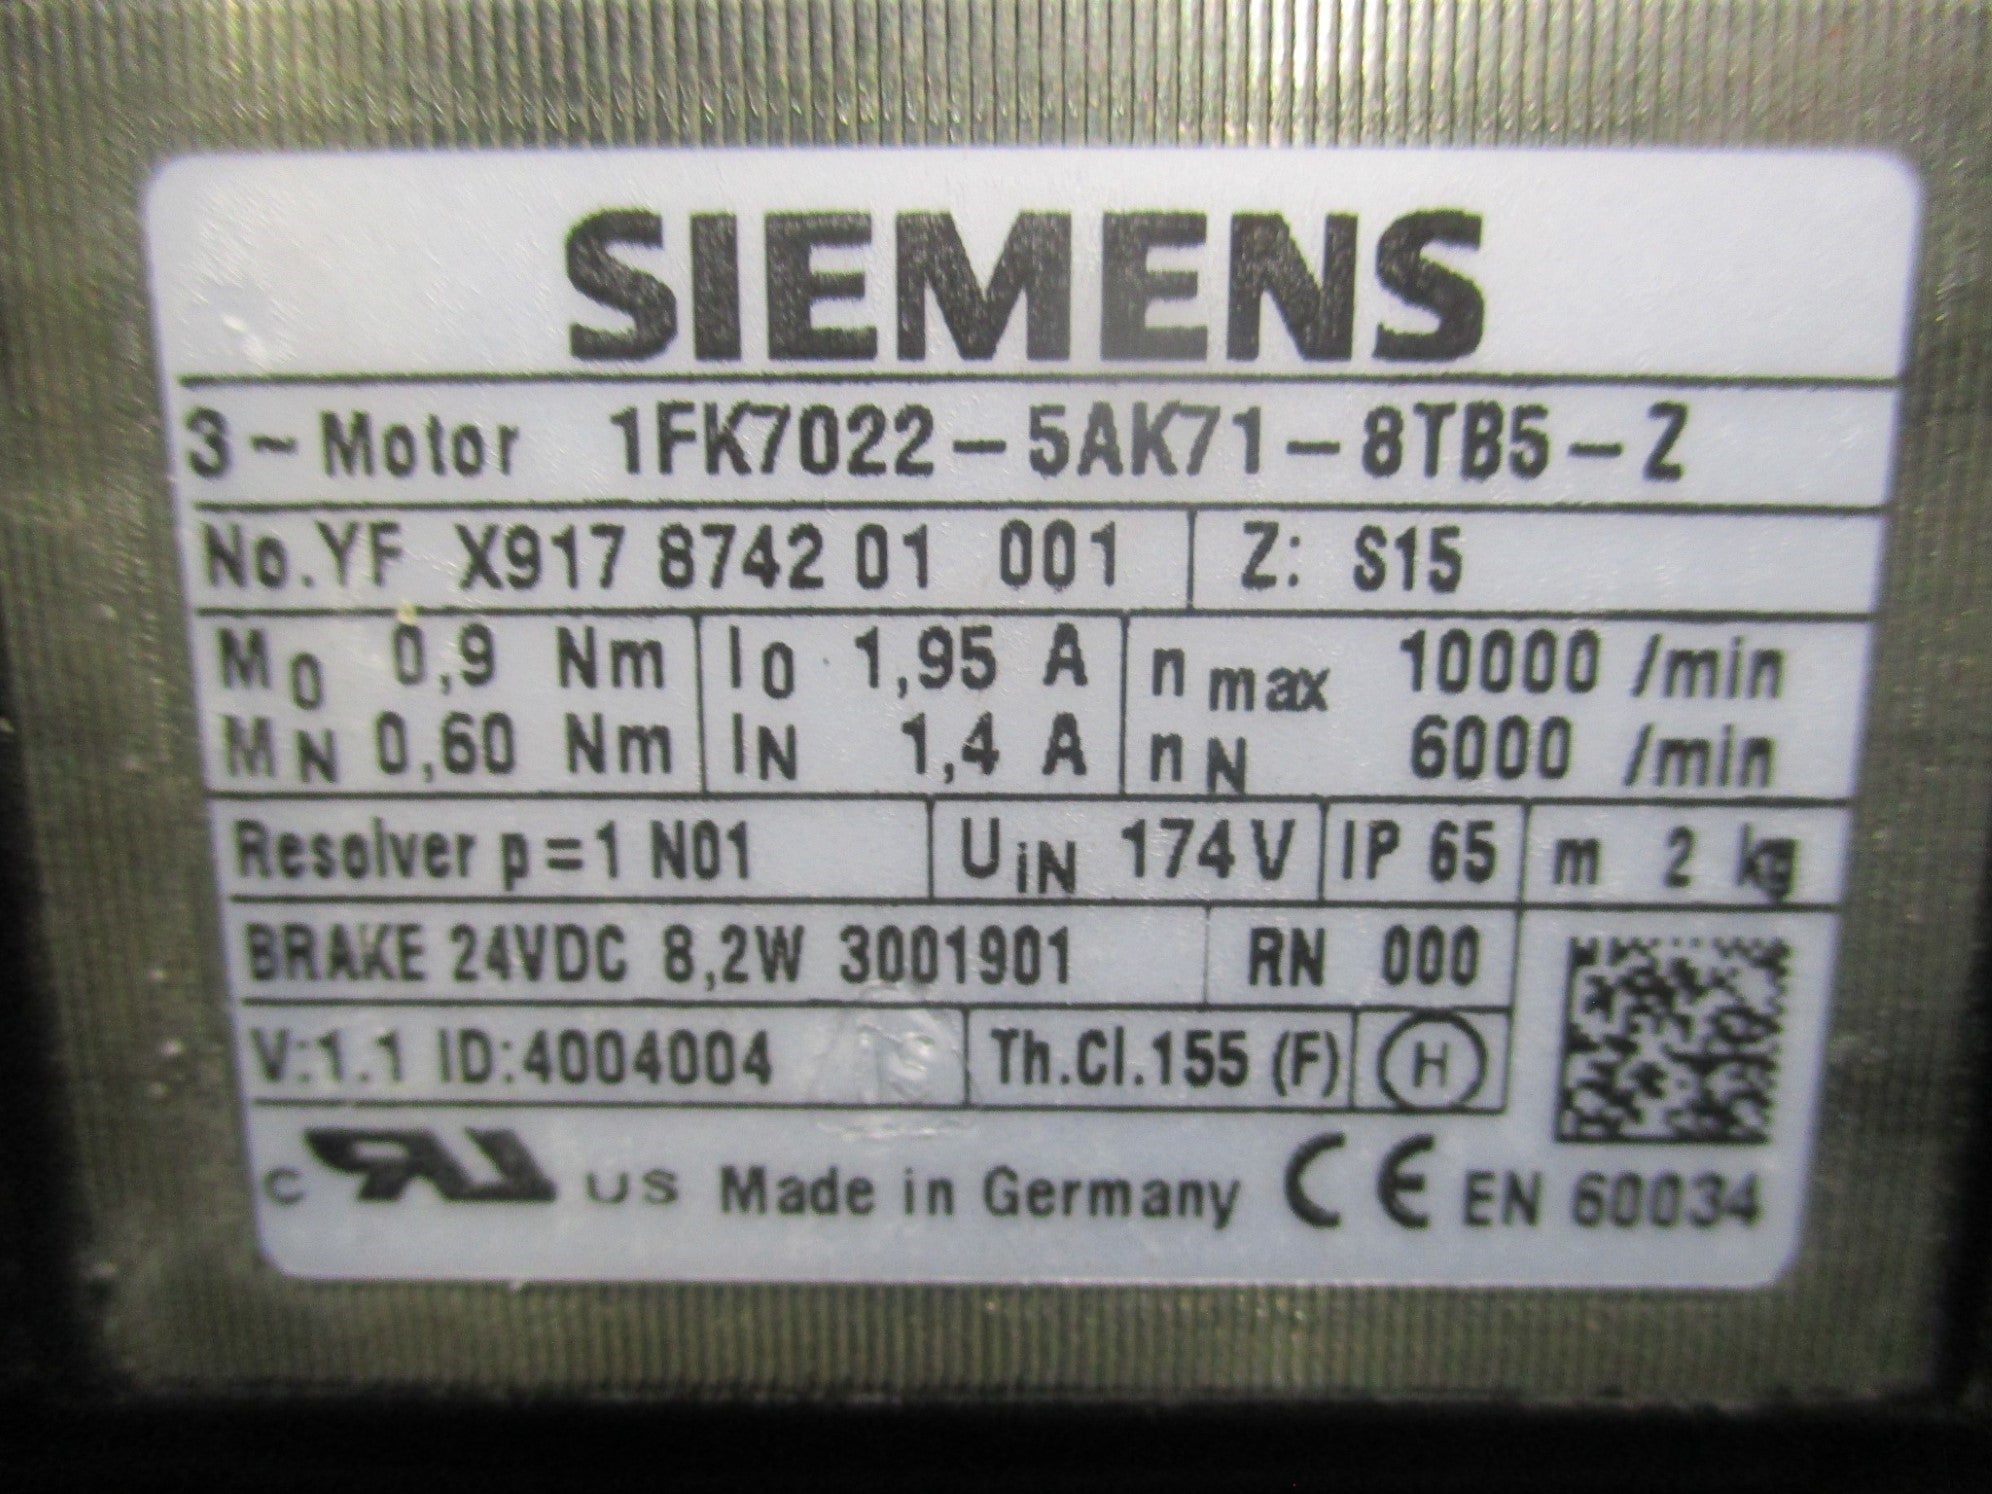 SIEMENS
3~Motor 1FK7022-5AK71-8TB5-Z
No.YF X917 8742 01 001 Z: S15
M0 0,9 Nm I0 1,95 A nmax 10000 /min
MN 0,60 Nm IN 1,4 A nN 6000 /min
Resolver p=1 N01 UiN 174V IP 65 m 2 kg
BRAKE 24VDC 8,2W 3001901 RN 000
V:1.1 ID:4004004 Th.Cl.155 (F) H
c RU US Made in Germany CE EN 60034